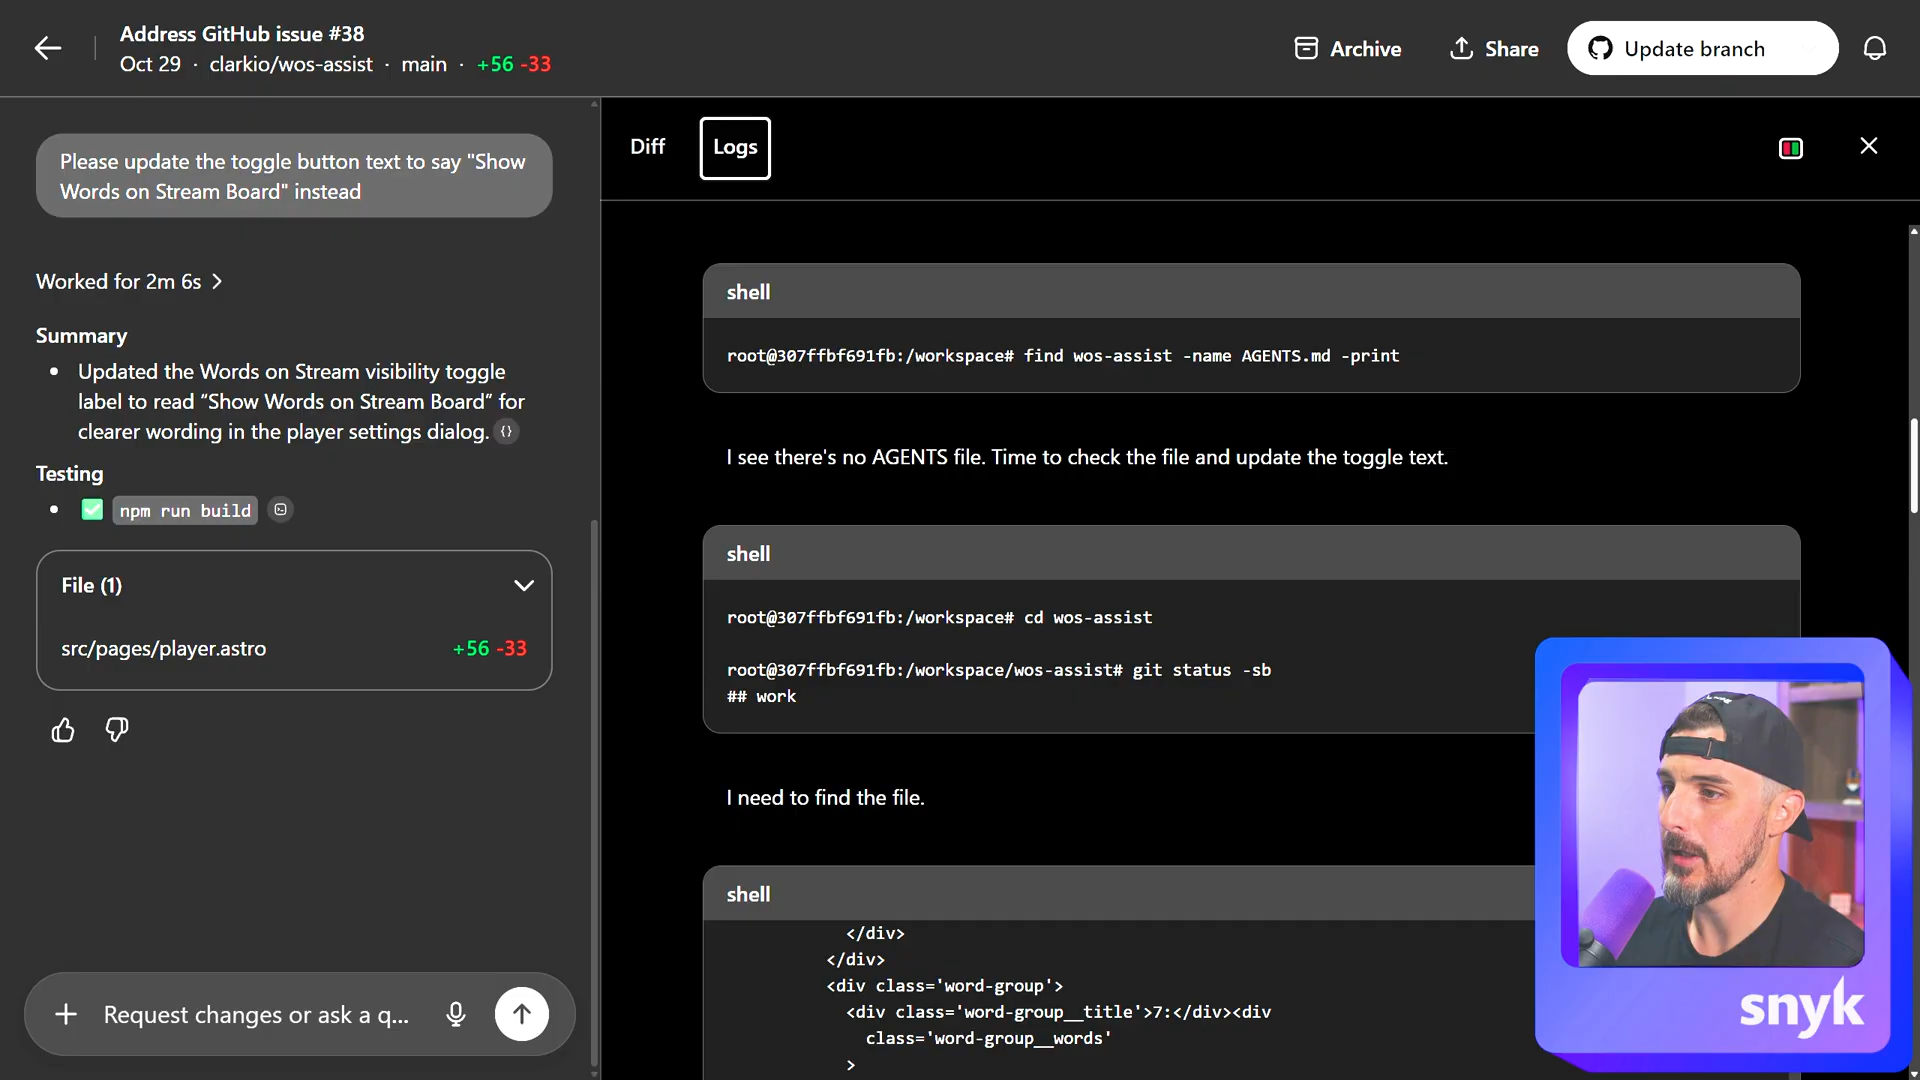 Address GitHub issue #38
Oct 29 · clarkio/wos-assist · main · +56 -33
Archive
Share
Update branch
Please update the toggle button text to say "Show
Words on Stream Board" instead
Worked for 2m 6s
Summary
Updated the Words on Stream visibility toggle
label to read “Show Words on Stream Board” for
clearer wording in the player settings dialog.
Testing
npm run build
File (1)
src/pages/player.astro +56 -33
Request changes or ask a q...
Diff
Logs
shell
root@307ffbf691fb:/workspace# find wos-assist -name AGENTS.md -print
I see there's no AGENTS file. Time to check the file and update the toggle text.
shell
root@307ffbf691fb:/workspace# cd wos-assist
root@307ffbf691fb:/workspace/wos-assist# git status -sb
## work
I need to find the file.
shell
</div>
</div>
<div class='word-group'>
<div class='word-group__title'>7:</div><div
class='word-group__words'
>
snyk